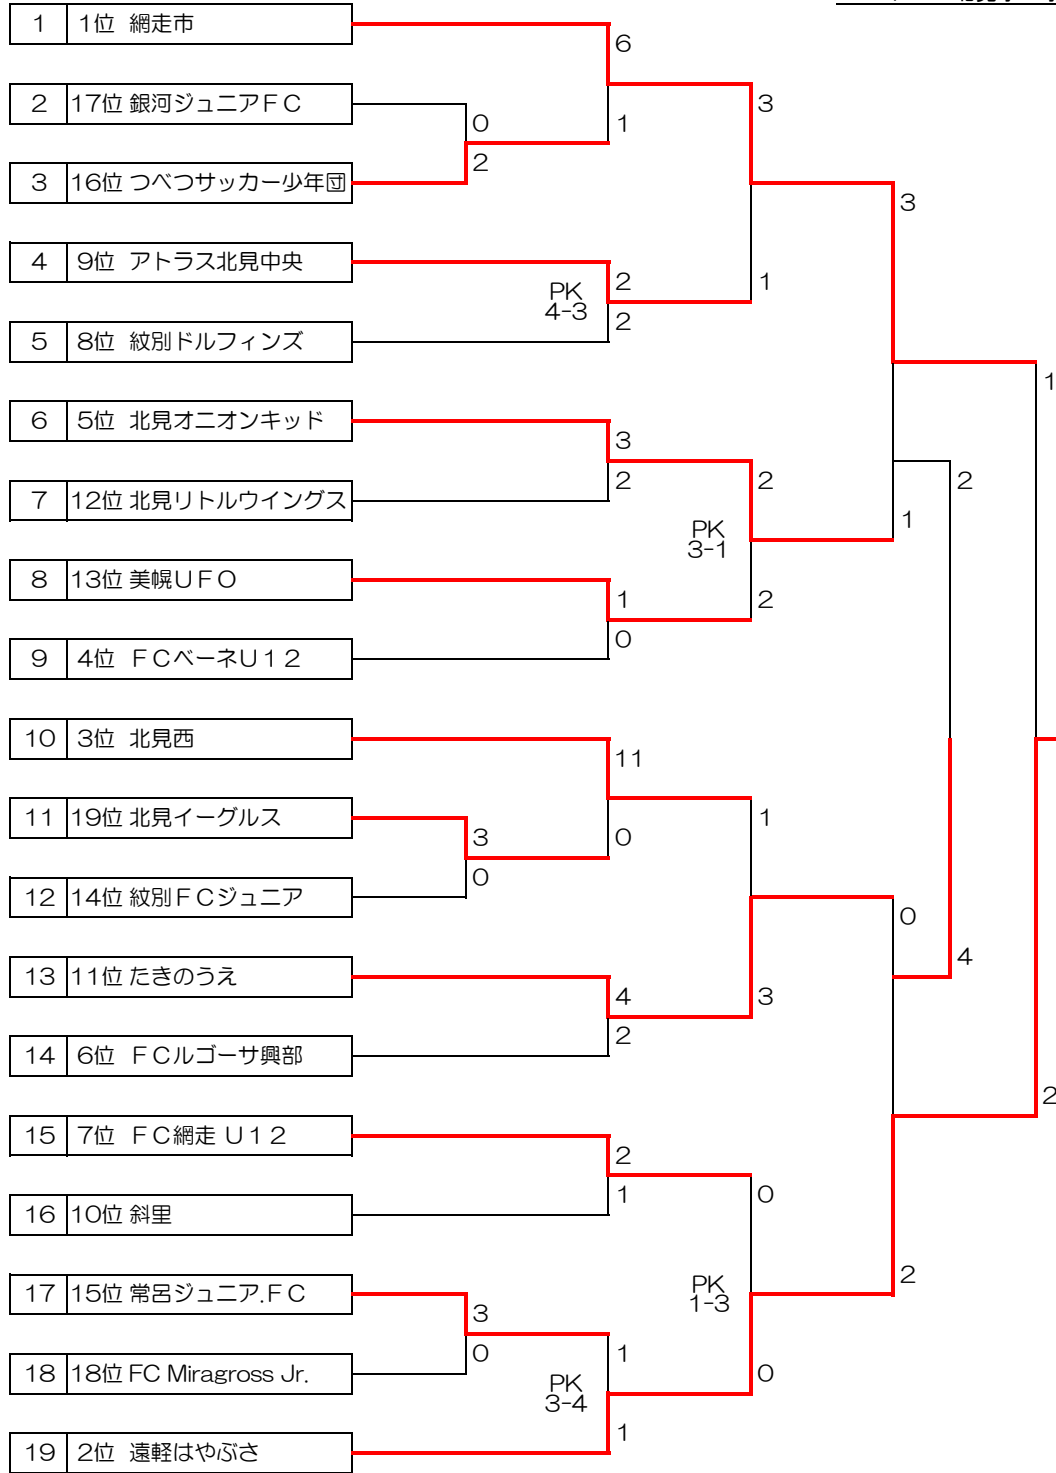 1 1位 網走市
6
2 17位 銀河ジュニアＦＣ
3
0
1
2
3 16位 つべつサッカー少年団
3
4 9位 アトラス北見中央
2
1
PK
4-3
2
5 8位 紋別ドルフィンズ
1
6 5位 北見オニオンキッド
3
2
2
2
7 12位 北見リトルウイングス
1
PK
3-1
8 13位 美幌ＵＦＯ
1
2
0
9 4位 ＦＣベーネＵ１２
10 3位 北見西
11
11 19位 北見イーグルス
1
3
0
0
12 14位 紋別ＦＣジュニア
0
4
13 11位 たきのうえ
4
3
2
14 6位 ＦＣルゴーサ興部
2
15 7位 ＦＣ網走 Ｕ１２
2
1
0
16 10位 斜里
2
PK
1-3
17 15位 常呂ジュニア.ＦＣ
3
0
1
18 18位 FC Miragross Jr.
0
PK
3-4
1
19 2位 遠軽はやぶさ